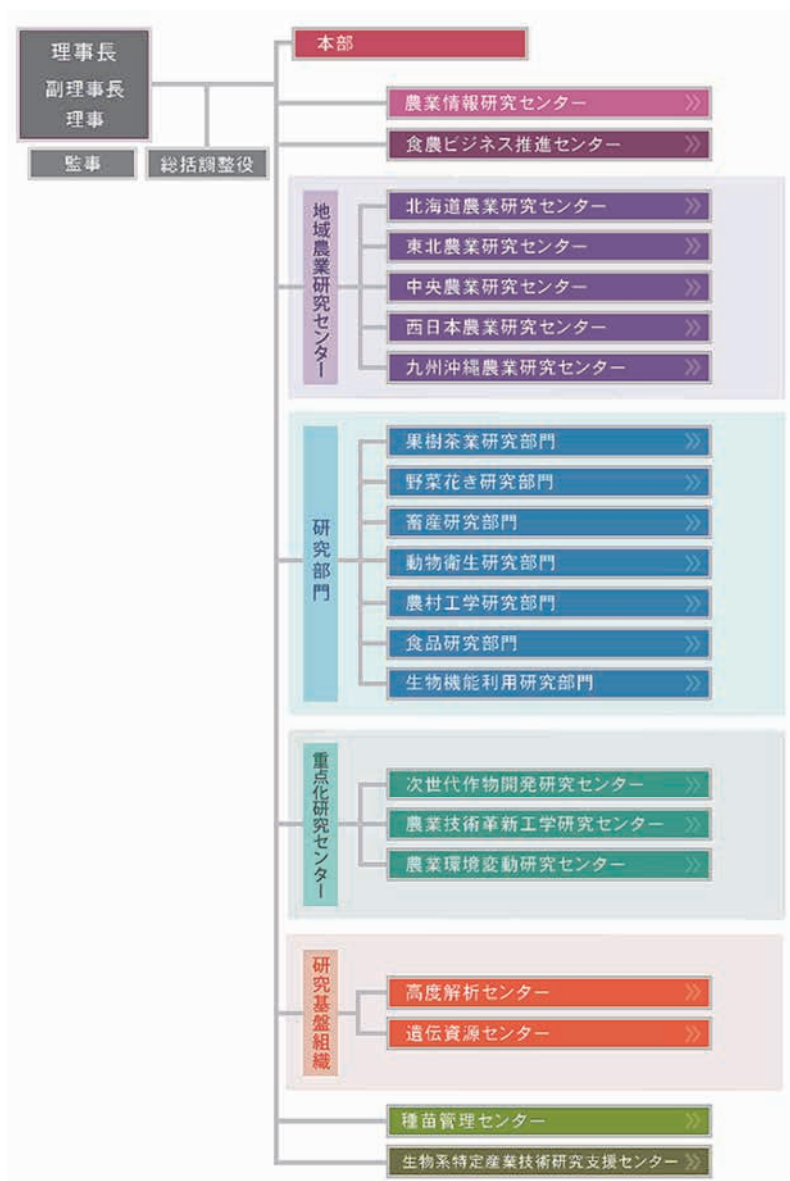 理事長
副理事長
理事
監事
総括調整役
本部
農業情報研究センター
食農ビジネス推進センター
地域農業研究センター
北海道農業研究センター
東北農業研究センター
中央農業研究センター
西日本農業研究センター
九州沖縄農業研究センター
研究部門
果樹茶業研究部門
野菜花き研究部門
畜産研究部門
動物衛生研究部門
農村工学研究部門
食品研究部門
生物機能利用研究部門
重点化研究センター
次世代作物開発研究センター
農業技術革新工学研究センター
農業環境変動研究センター
研究基盤組織
高度解析センター
遺伝資源センター
種苗管理センター
生物系特定産業技術研究支援センター